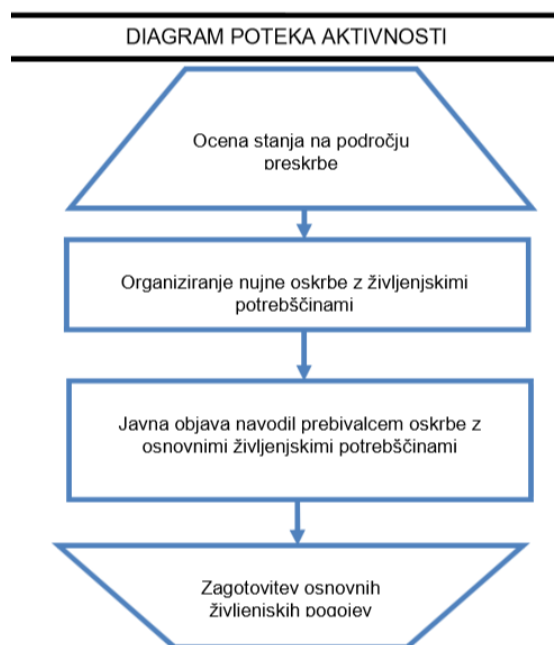 DIAGRAM POTEKA AKTIVNOSTI
Ocena stanja na področju
preskrbe
Organiziranje nujne oskrbe z življenjskimi
potrebščinami
Javna objava navodil prebivalcem oskrbe z
osnovnimi življenjskimi potrebščinami
Zagotovitev osnovnih
življenjskih pogojev